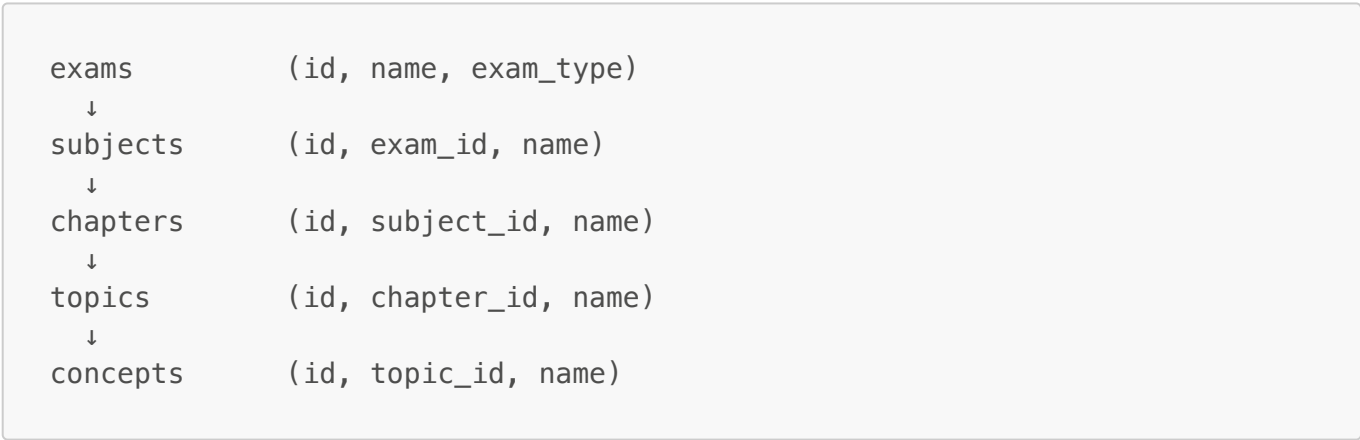 exams         (id, name, exam_type)
  ↓
subjects      (id, exam_id, name)
  ↓
chapters      (id, subject_id, name)
  ↓
topics        (id, chapter_id, name)
  ↓
concepts      (id, topic_id, name)